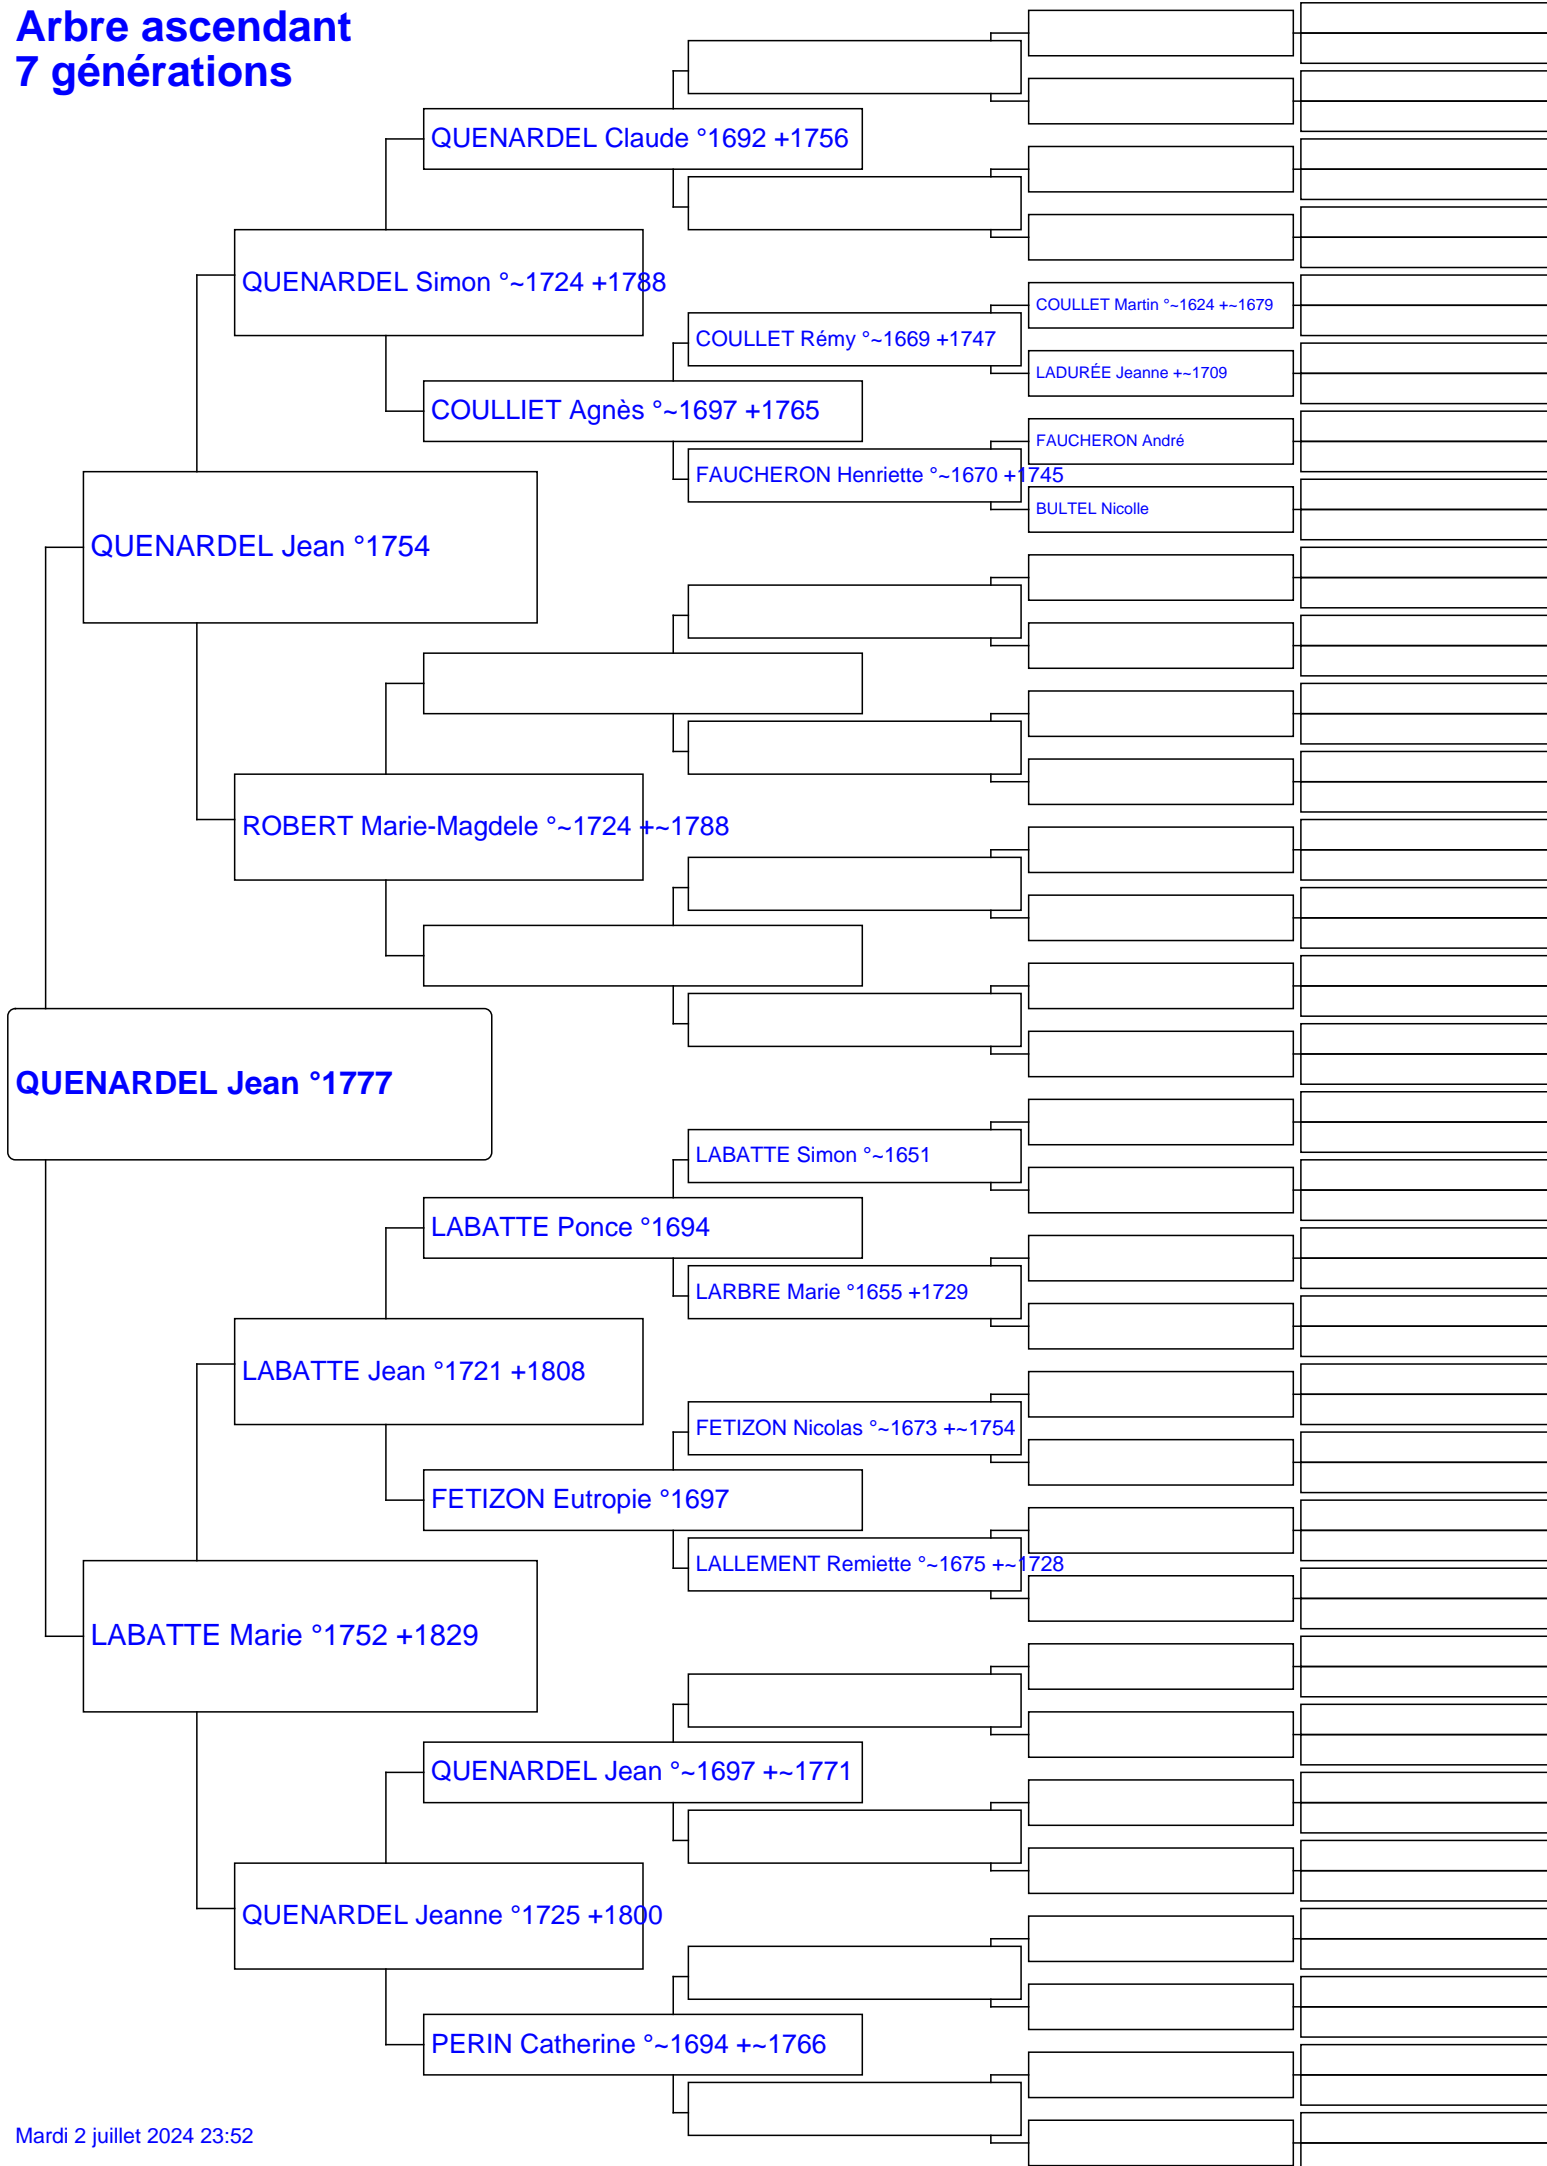 Arbre ascendant
7 générations
QUENARDEL Claude °1692 +1756
QUENARDEL Simon °~1724 +1788
COULLET Martin °~1624 +~1679
COULLET Rémy °~1669 +1747
LADURÉE Jeanne +~1709
COULLIET Agnès °~1697 +1765
FAUCHERON André
FAUCHERON Henriette °~1670 +1745
BULTEL Nicolle
QUENARDEL Jean °1754
ROBERT Marie-Magdele °~1724 +~1788
QUENARDEL Jean °1777
LABATTE Simon °~1651
LABATTE Ponce °1694
LARBRE Marie °1655 +1729
LABATTE Jean °1721 +1808
FETIZON Nicolas °~1673 +~1754
FETIZON Eutropie °1697
LALLEMENT Remiette °~1675 +~1728
LABATTE Marie °1752 +1829
QUENARDEL Jean °~1697 +~1771
QUENARDEL Jeanne °1725 +1800
PERIN Catherine °~1694 +~1766
Mardi 2 juillet 2024 23:52